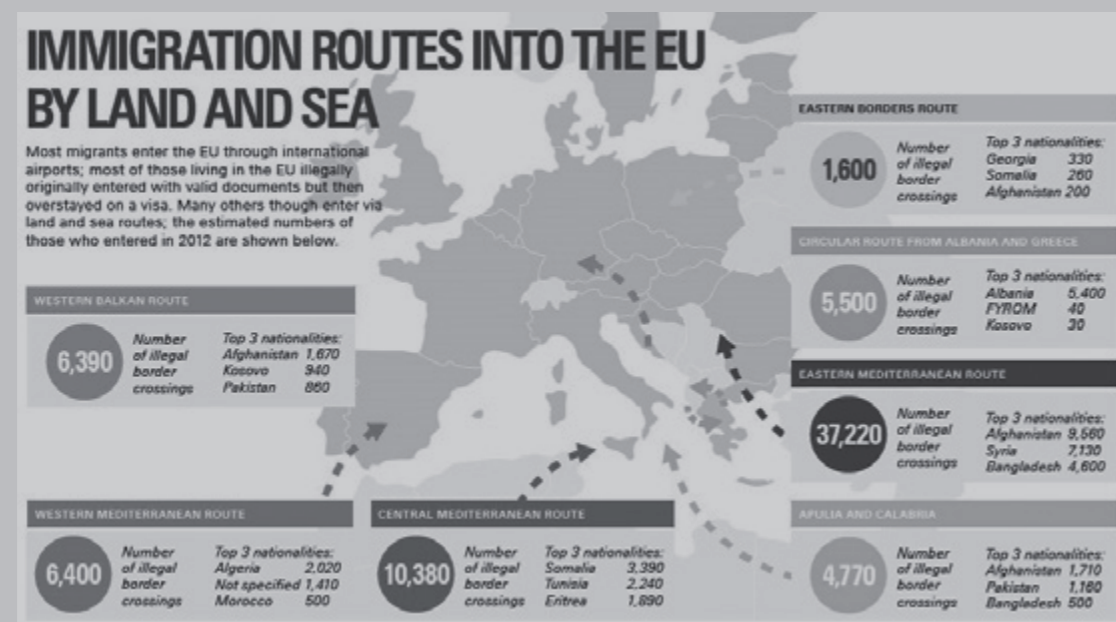 IMMIGRATION ROUTES INTO THE EU
BY LAND AND SEA
Most migrants enter the EU through international
airports; most of those living in the EU illegally
originally entered with valid documents but then
overstayed on a visa. Many others though enter via
land and sea routes; the estimated numbers of
those who entered in 2012 are shown below.
WESTERN BALKAN ROUTE
6,390
Number
of illegal
border
crossings
Top 3 nationalities:
Afghanistan 1,670
Kosovo 940
Pakistan 860
WESTERN MEDITERRANEAN ROUTE
6,400
Number
of illegal
border
crossings
Top 3 nationalities:
Algeria 2,020
Not specified 1,410
Morocco 500
CENTRAL MEDITERRANEAN ROUTE
10,380
Number
of illegal
border
crossings
Top 3 nationalities:
Somalia 3,390
Tunisia 2,240
Eritrea 1,890
EASTERN BORDERS ROUTE
1,600
Number
of illegal
border
crossings
Top 3 nationalities:
Georgia 330
Somalia 260
Afghanistan 200
CIRCULAR ROUTE FROM ALBANIA AND GREECE
5,500
Number
of illegal
border
crossings
Top 3 nationalities:
Albania 5,400
FYROM 40
Kosovo 30
EASTERN MEDITERRANEAN ROUTE
37,220
Number
of illegal
border
crossings
Top 3 nationalities:
Afghanistan 9,560
Syria 7,130
Bangladesh 4,600
APULIA AND CALABRIA
4,770
Number
of illegal
border
crossings
Top 3 nationalities:
Afghanistan 1,710
Pakistan 1,160
Bangladesh 500